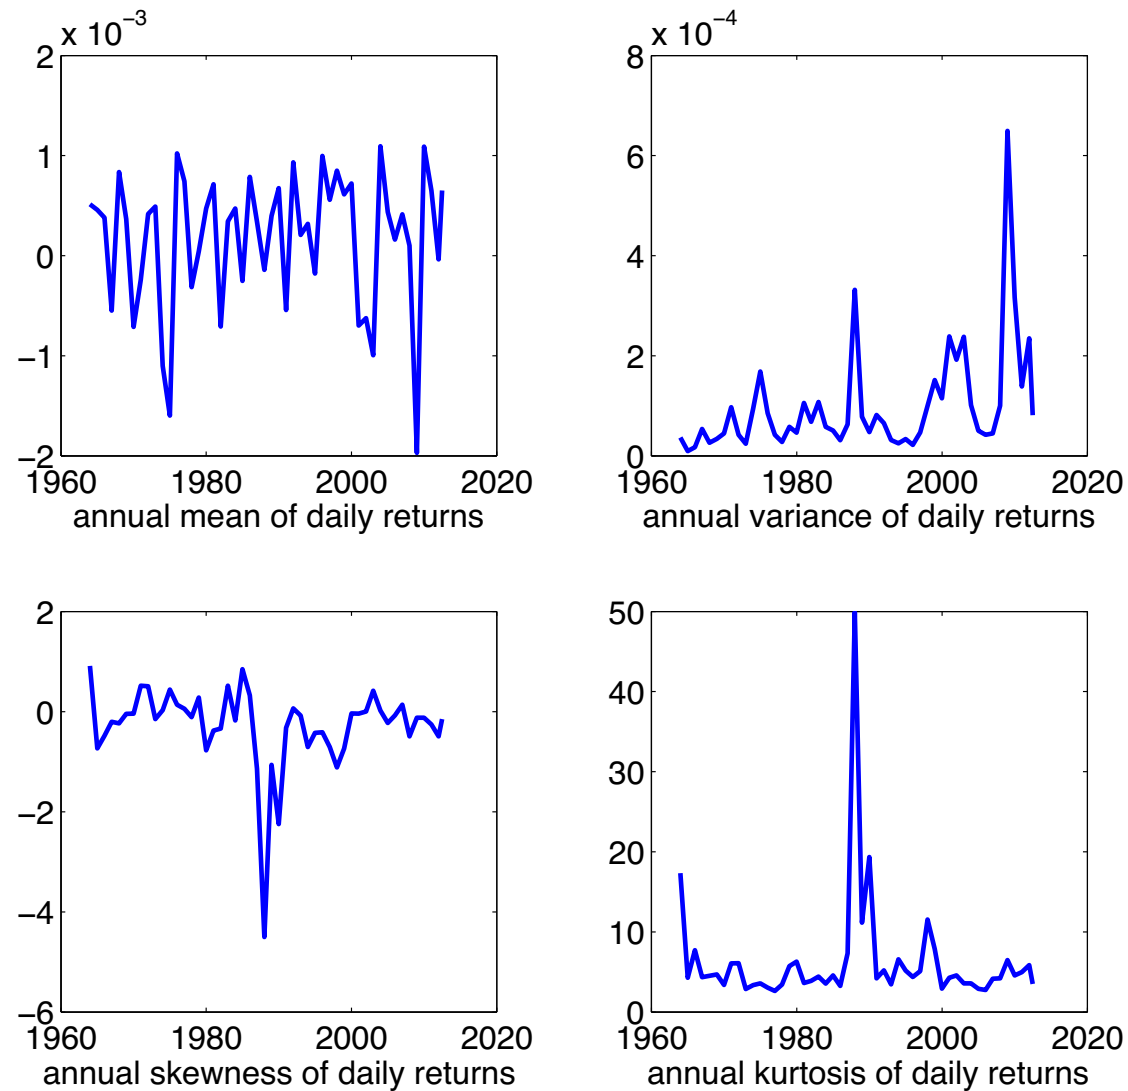 x 10⁻³
2
1
0
−1
−2
1960 1980 2000 2020
annual mean of daily returns
x 10⁻⁴
8
6
4
2
0
1960 1980 2000 2020
annual variance of daily returns
2
0
−2
−4
−6
1960 1980 2000 2020
annual skewness of daily returns
50
40
30
20
10
0
1960 1980 2000 2020
annual kurtosis of daily returns